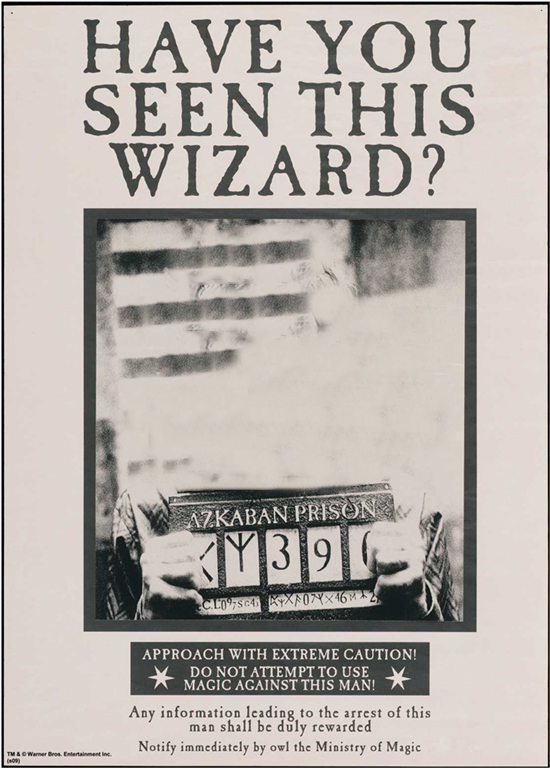 HAVE YOU
SEEN THIS
WIZARD?
AZKABAN PRISON
390
APPROACH WITH EXTREME CAUTION!
DO NOT ATTEMPT TO USE
MAGIC AGAINST THIS MAN!
Any information leading to the arrest of this
man shall be duly rewarded
Notify immediately by owl the Ministry of Magic
TM & © Warner Bros. Entertainment Inc.
(s09)